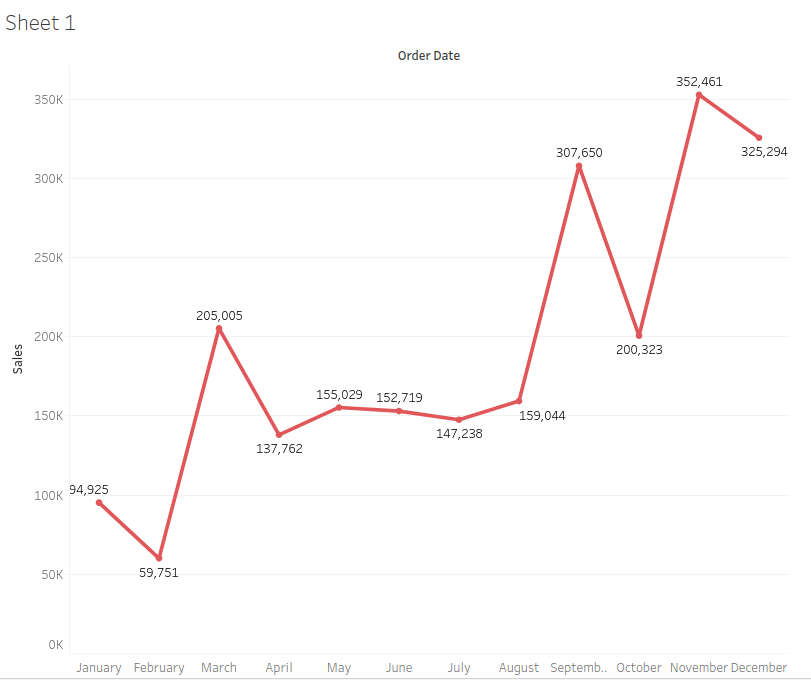 Sheet 1
Order Date
352,461
350K
325,294
307,650
300K
250K
205,005
200K
200,323
Sales
155,029
152,719
159,044
150K
147,238
137,762
94,925
100K
59,751
50K
0K
January February March April May June July August Septemb.. October November December